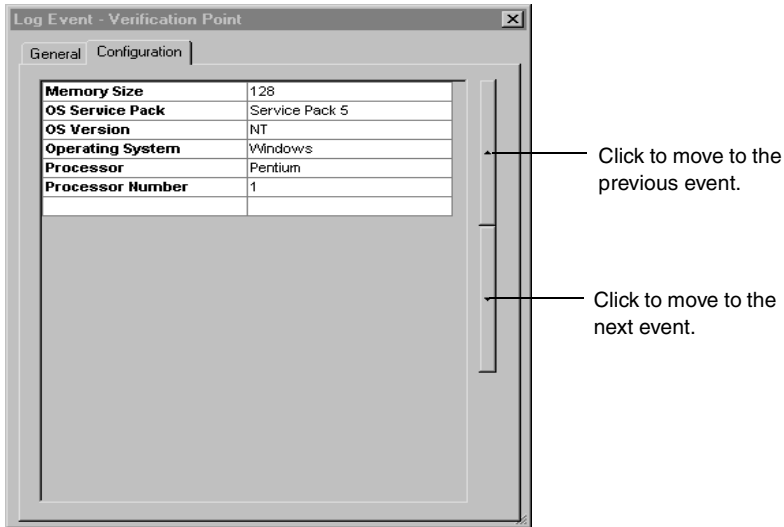 Log Event - Verification Point
General Configuration
Memory Size 128
OS Service Pack Service Pack 5
OS Version NT
Operating System Windows
Processor Pentium
Processor Number 1
Click to move to the
previous event.
Click to move to the
next event.